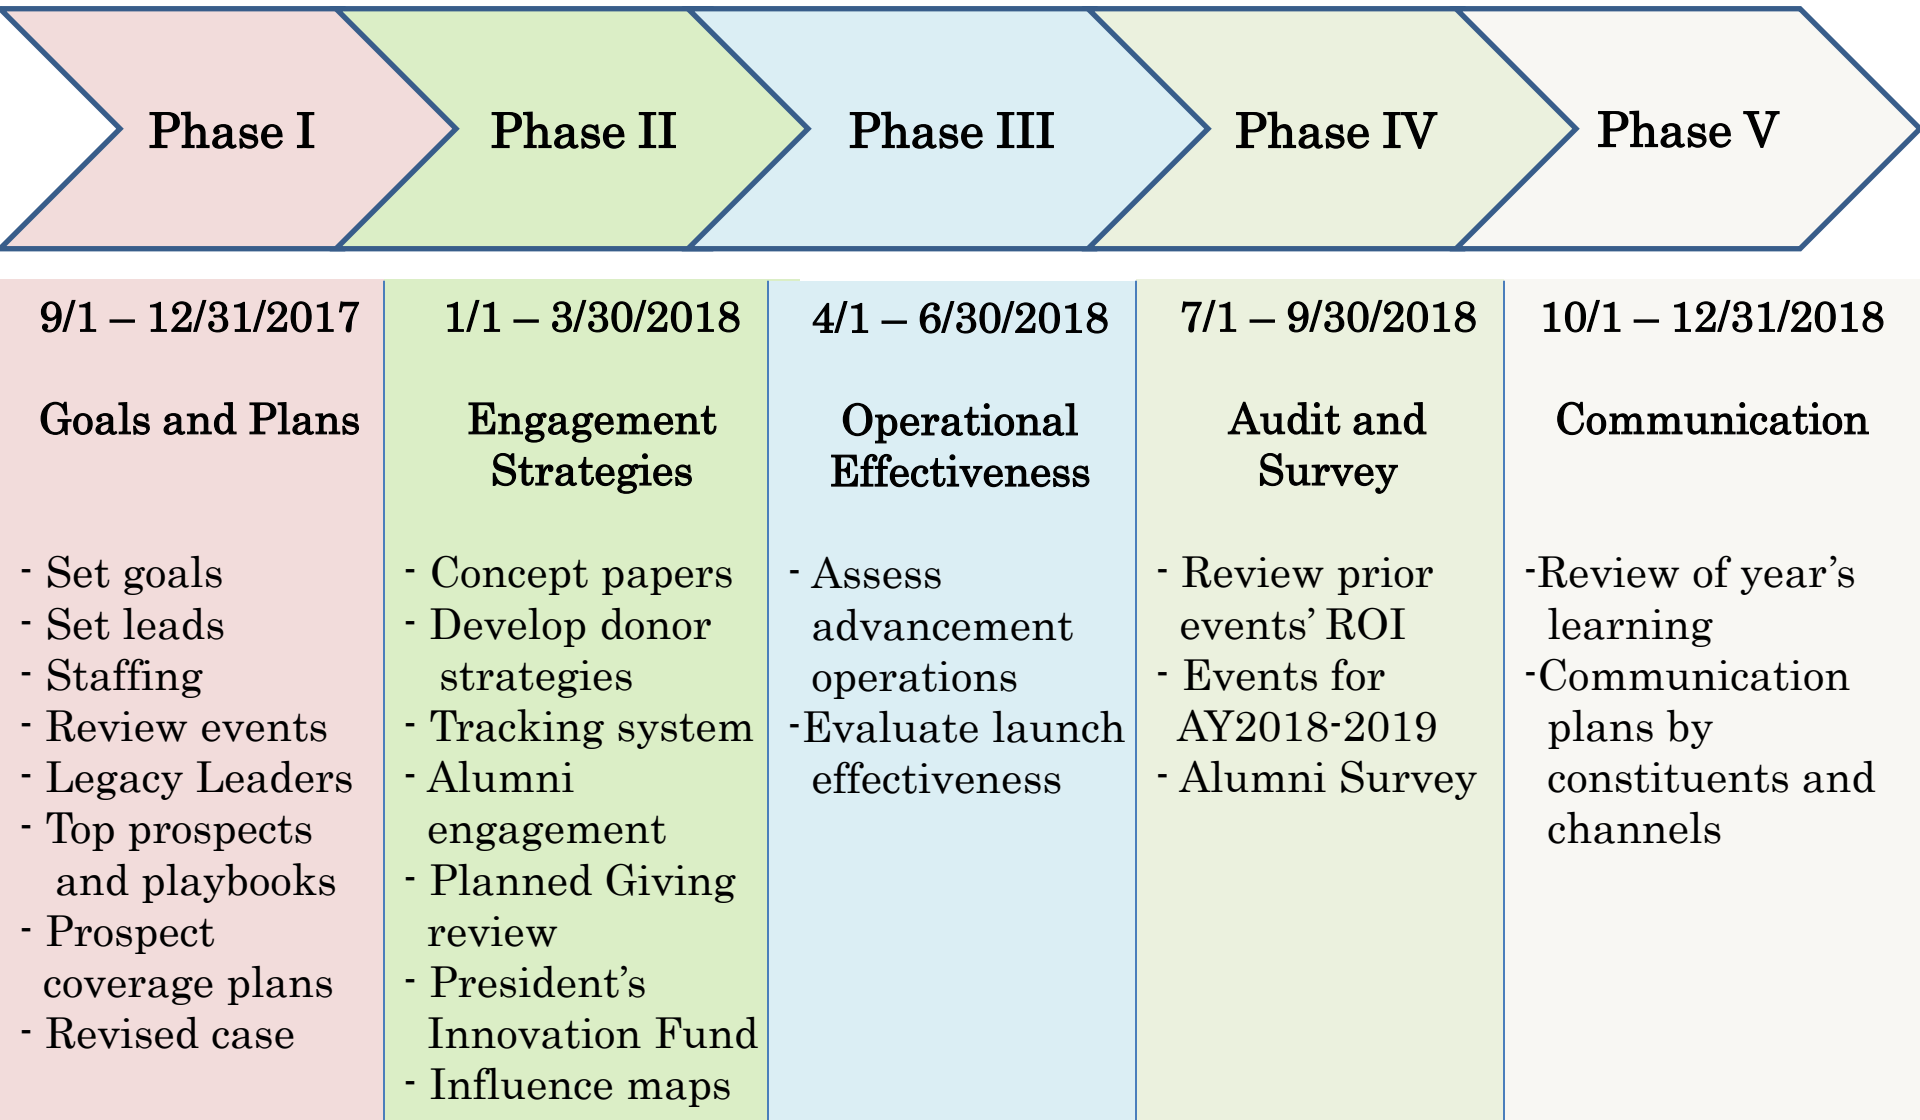 Phase I
Phase II
Phase III
Phase IV
Phase V
9/1 – 12/31/2017
Goals and Plans
- Set goals
- Set leads
- Staffing
- Review events
- Legacy Leaders
- Top prospects
and playbooks
- Prospect
coverage plans
- Revised case
1/1 – 3/30/2018
Engagement
Strategies
- Concept papers
- Develop donor
strategies
- Tracking system
- Alumni
engagement
- Planned Giving
review
- President’s
Innovation Fund
- Influence maps
4/1 – 6/30/2018
Operational
Effectiveness
- Assess
advancement
operations
-Evaluate launch
effectiveness
7/1 – 9/30/2018
Audit and
Survey
- Review prior
events’ ROI
- Events for
AY2018-2019
- Alumni Survey
10/1 – 12/31/2018
Communication
-Review of year’s
learning
-Communication
plans by
constituents and
channels